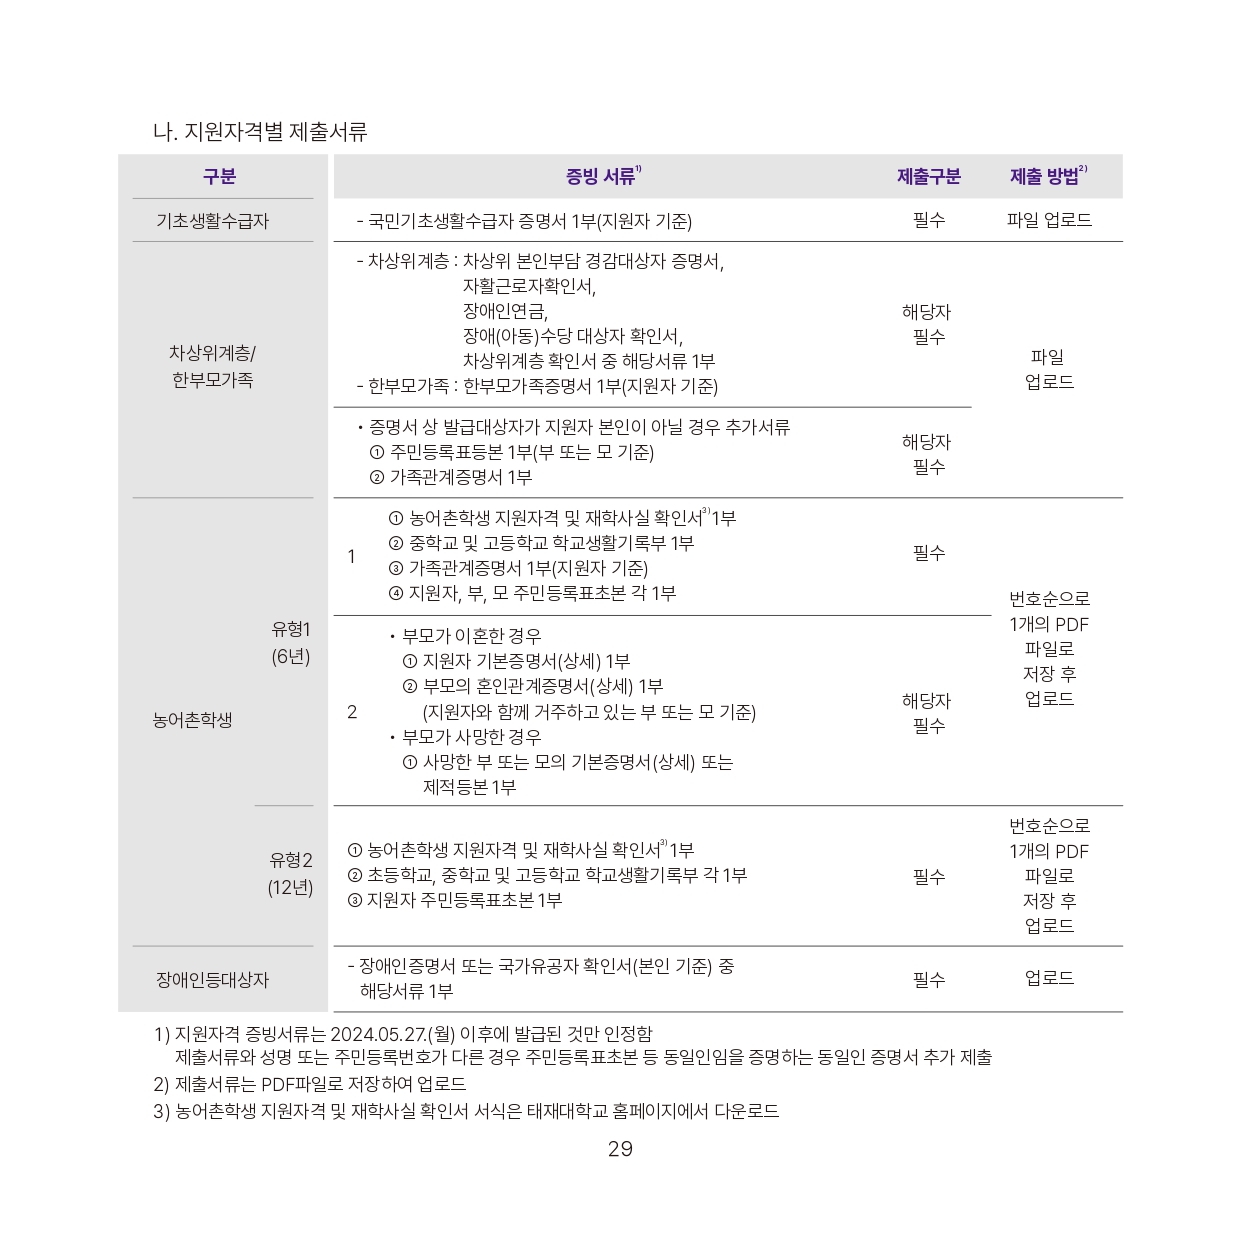 나. 지원자격별 제출서류
구분 증빙 서류1) 제출구분 제출 방법2)
기초생활수급자 - 국민기초생활수급자 증명서 1부(지원자 기준) 필수 파일 업로드
차상위계층/
한부모가족
- 차상위계층 : 차상위 본인부담 경감대상자 증명서,
자활근로자확인서,
장애인연금,
장애(아동)수당 대상자 확인서,
차상위계층 확인서 중 해당서류 1부
- 한부모가족 : 한부모가족증명서 1부(지원자 기준)
해당자
필수
파일
업로드
• 증명서 상 발급대상자가 지원자 본인이 아닐 경우 추가서류
① 주민등록표등본 1부(부 또는 모 기준)
② 가족관계증명서 1부
해당자
필수
농어촌학생
유형1
(6년)
1
① 농어촌학생 지원자격 및 재학사실 확인서3) 1부
② 중학교 및 고등학교 학교생활기록부 1부
③ 가족관계증명서 1부(지원자 기준)
④ 지원자, 부, 모 주민등록표초본 각 1부
필수
번호순으로
1개의 PDF
파일로
저장 후
업로드
2
• 부모가 이혼한 경우
① 지원자 기본증명서(상세) 1부
② 부모의 혼인관계증명서(상세) 1부
(지원자와 함께 거주하고 있는 부 또는 모 기준)
• 부모가 사망한 경우
① 사망한 부 또는 모의 기본증명서(상세) 또는
제적등본 1부
해당자
필수
유형2
(12년)
① 농어촌학생 지원자격 및 재학사실 확인서3) 1부
② 초등학교, 중학교 및 고등학교 학교생활기록부 각 1부
③ 지원자 주민등록표초본 1부
필수
번호순으로
1개의 PDF
파일로
저장 후
업로드
장애인등대상자
- 장애인증명서 또는 국가유공자 확인서(본인 기준) 중
해당서류 1부
필수
업로드
1) 지원자격 증빙서류는 2024.05.27.(월) 이후에 발급된 것만 인정함
제출서류와 성명 또는 주민등록번호가 다른 경우 주민등록표초본 등 동일인임을 증명하는 동일인 증명서 추가 제출
2) 제출서류는 PDF파일로 저장하여 업로드
3) 농어촌학생 지원자격 및 재학사실 확인서 서식은 태재대학교 홈페이지에서 다운로드
29